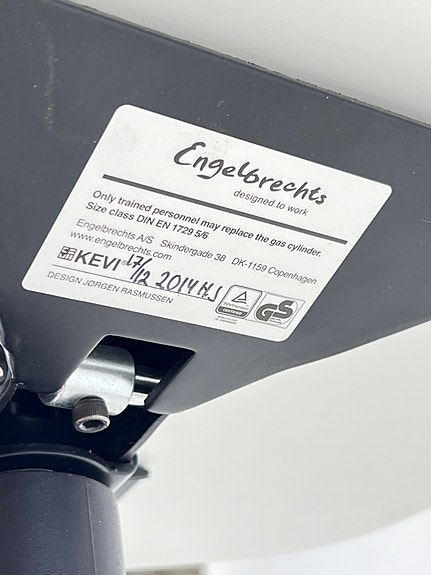 Engelbrechts
designed to work
Only trained personnel may replace the gas cylinder.
Size class DIN EN 1729 5/6
Engelbrechts A/S Skindergade 38 DK-1159 Copenhagen
www.engelbrechts.com
KEVI® 17/12 2014 MJ
DESIGN JØRGEN RASMUSSEN
GS